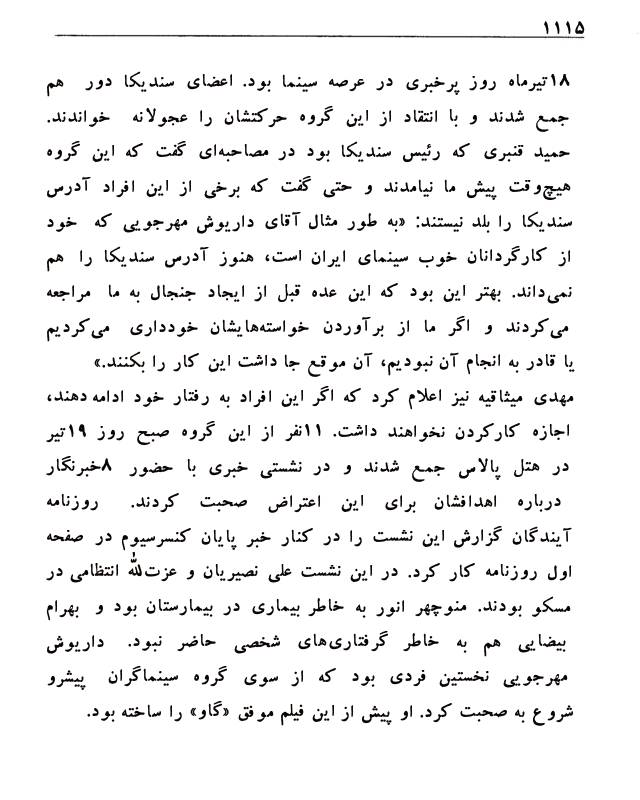 ۱۱۱۵
۱۸تیرماه روز پرخبری در عرصه سینما بود. اعضای سندیکا دور هم
جمع شدند و با انتقاد از این گروه حرکتشان را عجولانه خواندند.
حمید قنبری که رئیس سندیکا بود در مصاحبه‌ای گفت که این گروه
هیچ‌وقت پیش ما نیامدند و حتی گفت که برخی از این افراد آدرس
سندیکا را بلد نیستند: «به طور مثال آقای داریوش مهرجویی که خود
از کارگردانان خوب سینمای ایران است، هنوز آدرس سندیکا را هم
نمی‌داند. بهتر این بود که این عده قبل از ایجاد جنجال به ما مراجعه
می‌کردند و اگر ما از برآوردن خواسته‌هایشان خودداری می‌کردیم
یا قادر به انجام آن نبودیم، آن موقع جا داشت این کار را بکنند.»
مهدی میثاقیه نیز اعلام کرد که اگر این افراد به رفتار خود ادامه دهند،
اجازه کارکردن نخواهند داشت. ۱۱نفر از این گروه صبح روز ۱۹تیر
در هتل پالاس جمع شدند و در نشستی خبری با حضور ۸خبرنگار
درباره اهدافشان برای این اعتراض صحبت کردند. روزنامه
آیندگان گزارش این نشست را در کنار خبر پایان کنسرسیوم در صفحه
اول روزنامه کار کرد. در این نشست علی نصیریان و عزت‌الله انتظامی در
مسکو بودند. منوچهر انور به خاطر بیماری در بیمارستان بود و بهرام
بیضایی هم به خاطر گرفتاری‌های شخصی حاضر نبود. داریوش
مهرجویی نخستین فردی بود که از سوی گروه سینماگران پیشرو
شروع به صحبت کرد. او پیش از این فیلم موفق «گاو» را ساخته بود.